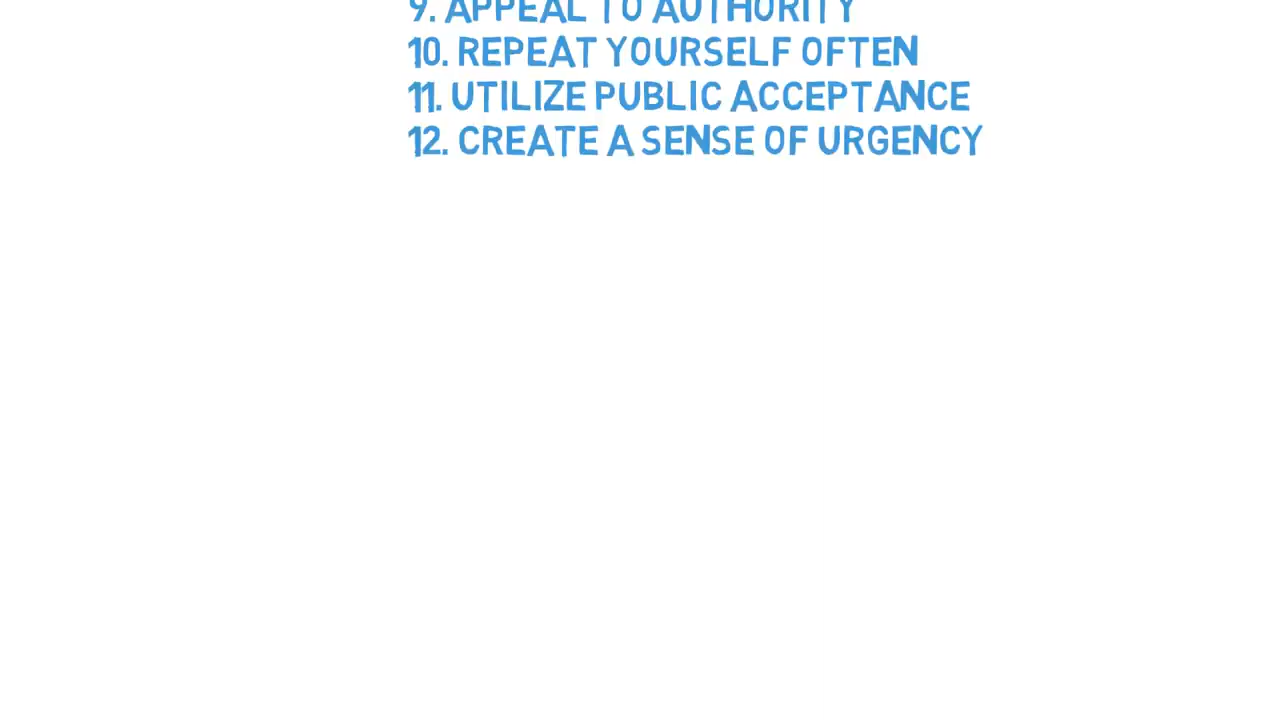 9. APPEAL TO AUTHORITY
10. REPEAT YOURSELF OFTEN
11. UTILIZE PUBLIC ACCEPTANCE
12. CREATE A SENSE OF URGENCY